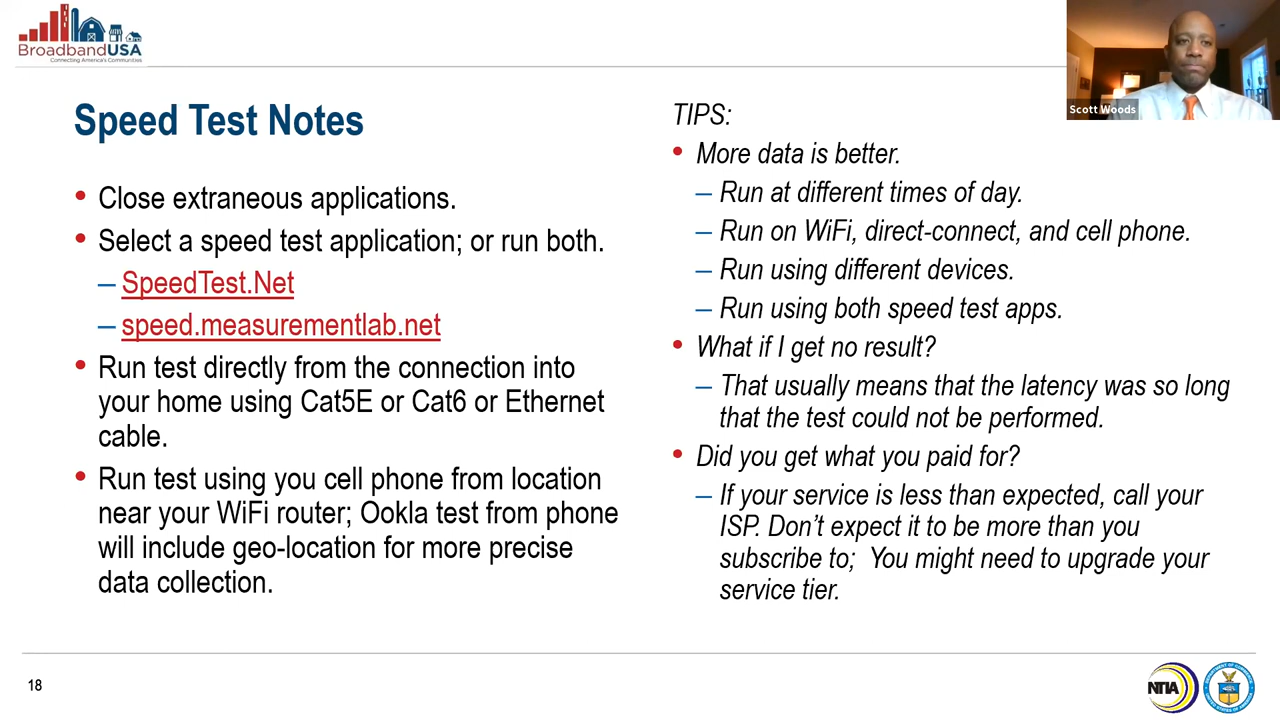 BroadbandUSA
Connecting America's Communities
Scott Woods
Speed Test Notes
• Close extraneous applications.
• Select a speed test application; or run both.
– SpeedTest.Net
– speed.measurementlab.net
• Run test directly from the connection into
your home using Cat5E or Cat6 or Ethernet
cable.
• Run test using you cell phone from location
near your WiFi router; Ookla test from phone
will include geo-location for more precise
data collection.
TIPS:
• More data is better.
– Run at different times of day.
– Run on WiFi, direct-connect, and cell phone.
– Run using different devices.
– Run using both speed test apps.
• What if I get no result?
– That usually means that the latency was so long
that the test could not be performed.
• Did you get what you paid for?
– If your service is less than expected, call your
ISP. Don't expect it to be more than you
subscribe to;  You might need to upgrade your
service tier.
18
NTIA
DEPARTMENT OF COMMERCE
UNITED STATES OF AMERICA